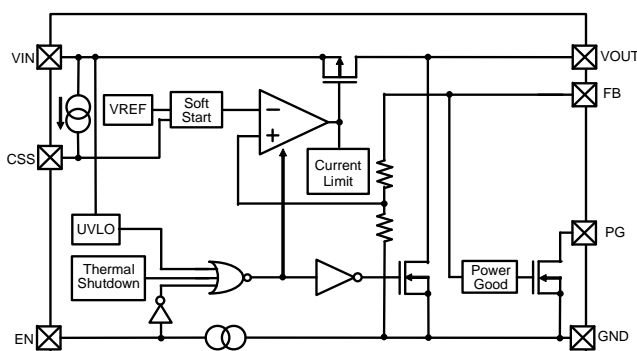 VIN
VOUT
VREF
Soft
Start
−
+
FB
CSS
Current
Limit
UVLO
PG
Thermal
Shutdown
Power
Good
EN
GND